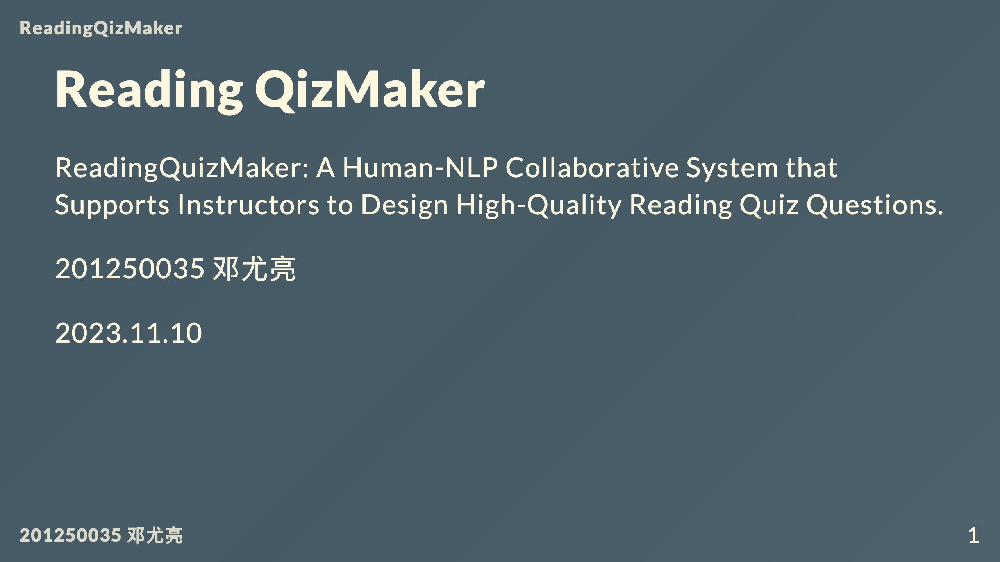 ReadingQizMaker
Reading QizMaker
ReadingQuizMaker: A Human-NLP Collaborative System that
Supports Instructors to Design High-Quality Reading Quiz Questions.
201250035 邓尤亮
2023.11.10
201250035 邓尤亮
1